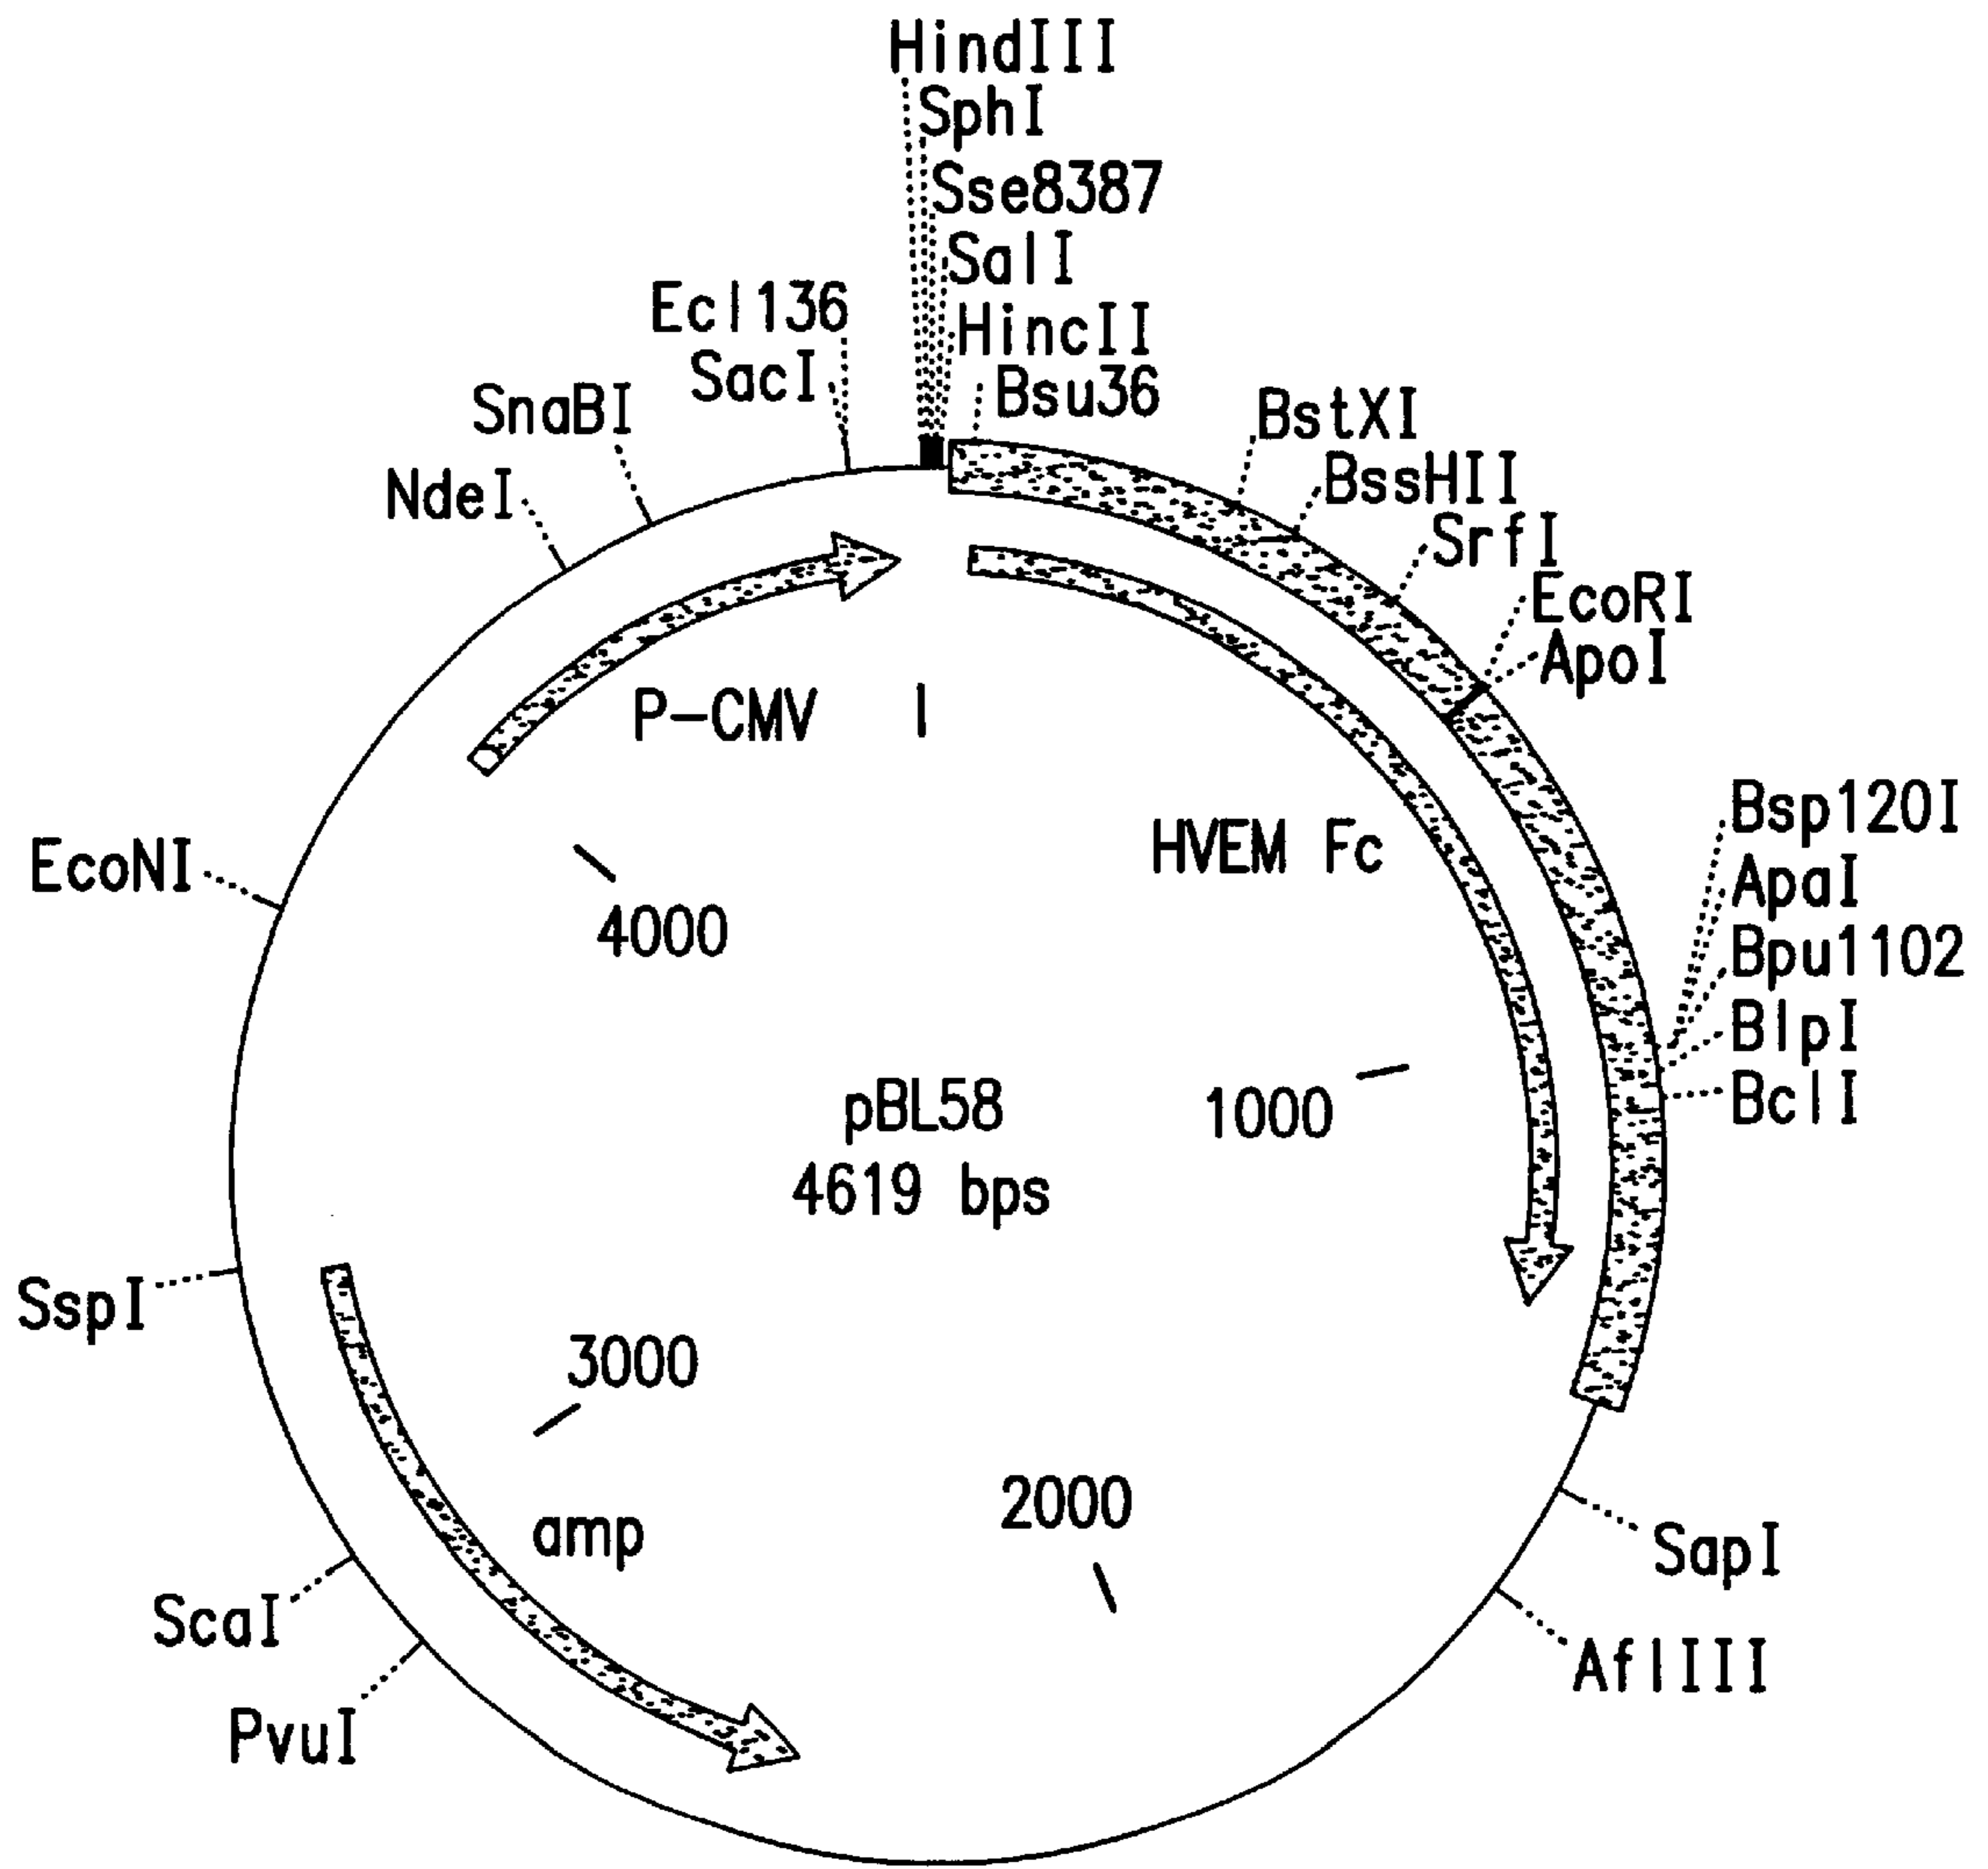 HindIII
SphI
Sse8387
SalI
HincII
Bsu36
Ecl136
SacI
SnaBI
NdeI
BstXI
BssHII
SrfI
EcoRI
ApoI
P-CMV
1
HVEM Fc
Bsp120I
ApaI
Bpu1102
BlpI
BclI
EcoNI
4000
pBL58
4619 bps
1000
SspI
3000
2000
amp
SapI
ScaI
AflIII
PvuI